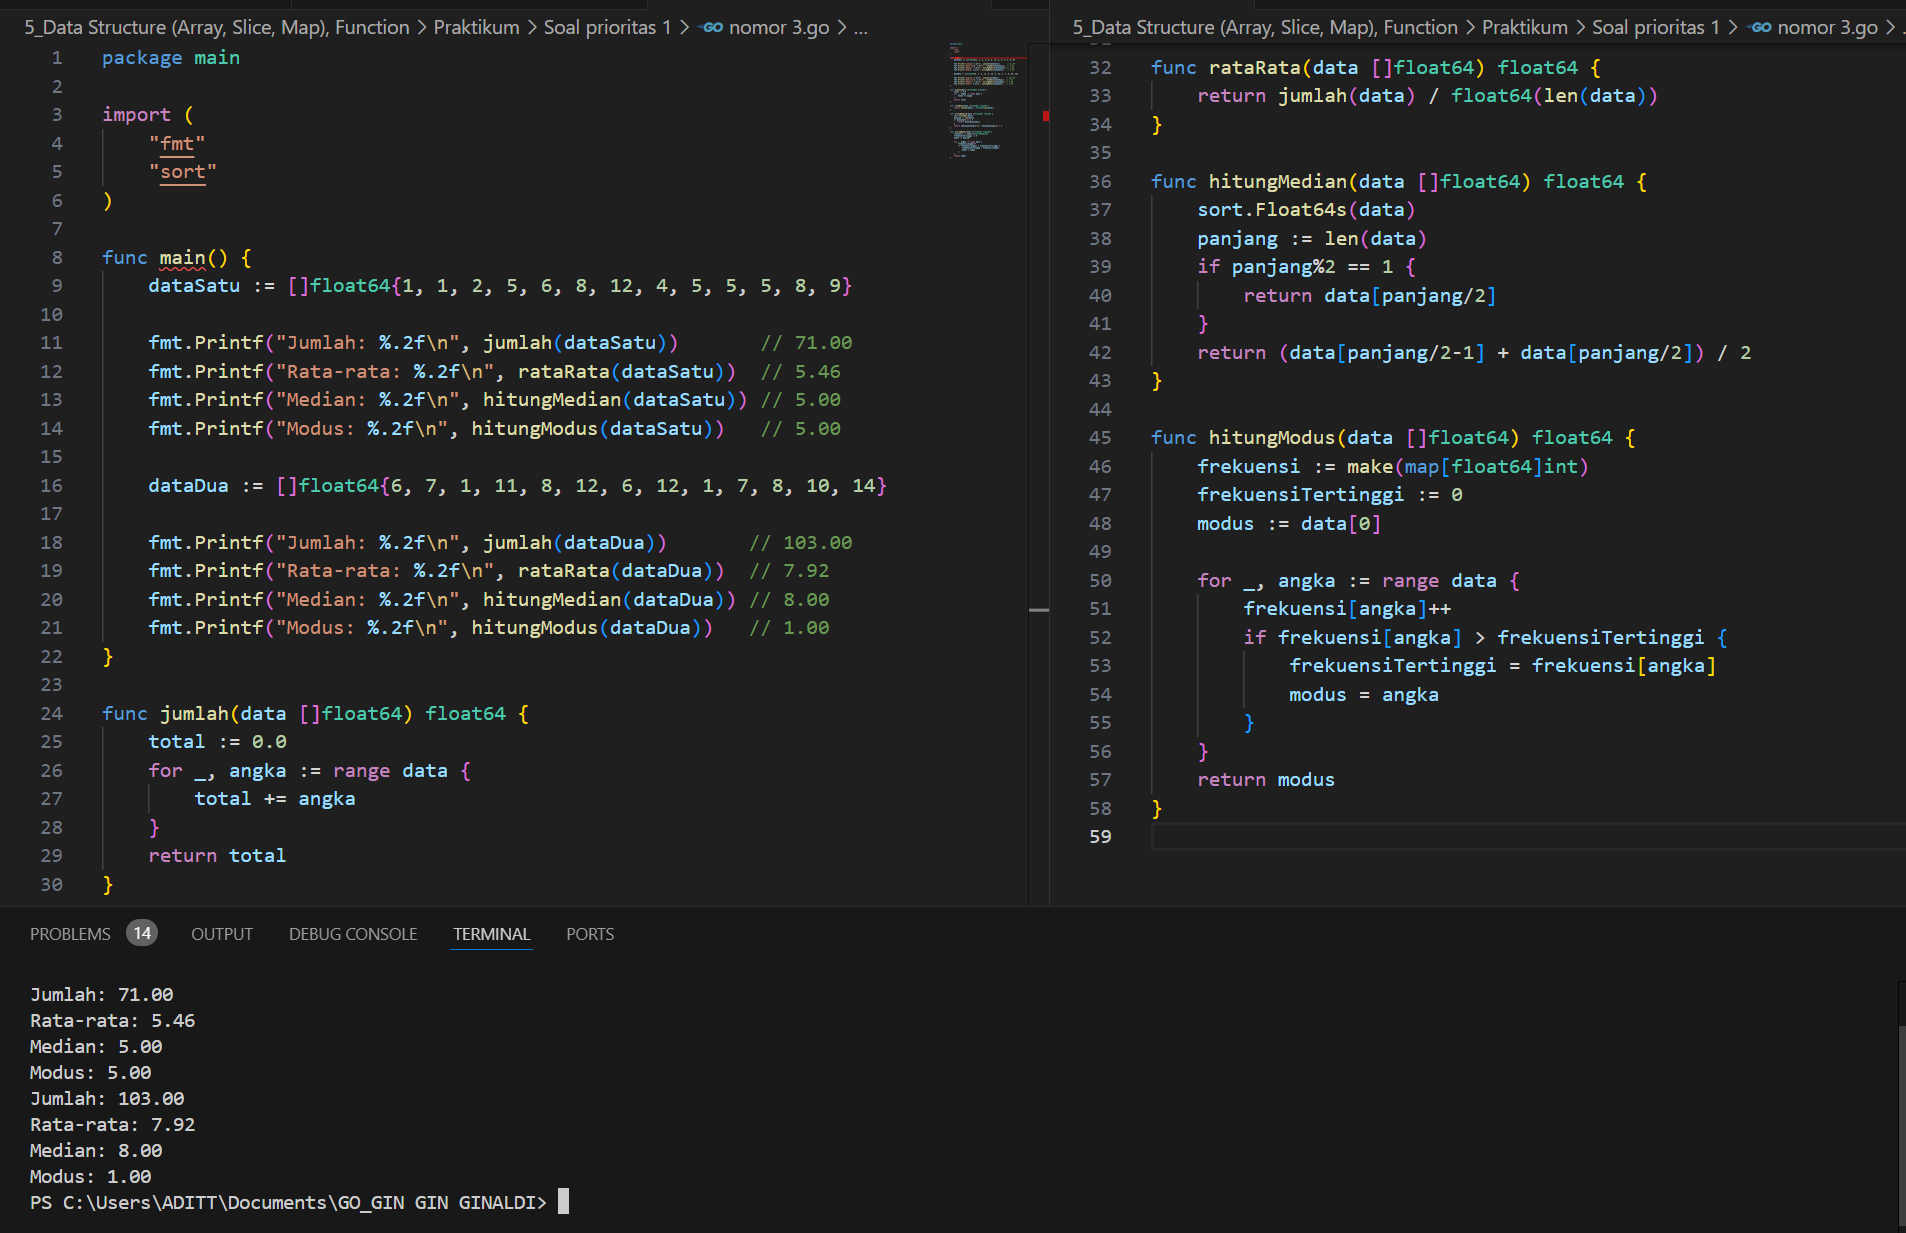 5_Data Structure (Array, Slice, Map), Function > Praktikum > Soal prioritas 1 > GO nomor 3.go > ...
1 package main
2
3 import (
4     "fmt"
5     "sort"
6 )
7
8 func main() {
9     dataSatu := []float64{1, 1, 2, 5, 6, 8, 12, 4, 5, 5, 5, 8, 9}
10
11     fmt.Printf("Jumlah: %.2f\n", jumlah(dataSatu))       // 71.00
12     fmt.Printf("Rata-rata: %.2f\n", rataRata(dataSatu))  // 5.46
13     fmt.Printf("Median: %.2f\n", hitungMedian(dataSatu)) // 5.00
14     fmt.Printf("Modus: %.2f\n", hitungModus(dataSatu))   // 5.00
15
16     dataDua := []float64{6, 7, 1, 11, 8, 12, 6, 12, 1, 7, 8, 10, 14}
17
18     fmt.Printf("Jumlah: %.2f\n", jumlah(dataDua))       // 103.00
19     fmt.Printf("Rata-rata: %.2f\n", rataRata(dataDua))  // 7.92
20     fmt.Printf("Median: %.2f\n", hitungMedian(dataDua)) // 8.00
21     fmt.Printf("Modus: %.2f\n", hitungModus(dataDua))   // 1.00
22 }
23
24 func jumlah(data []float64) float64 {
25     total := 0.0
26     for _, angka := range data {
27         total += angka
28     }
29     return total
30 }
5_Data Structure (Array, Slice, Map), Function > Praktikum > Soal prioritas 1 > GO nomor 3.go > .
32 func rataRata(data []float64) float64 {
33     return jumlah(data) / float64(len(data))
34 }
35
36 func hitungMedian(data []float64) float64 {
37     sort.Float64s(data)
38     panjang := len(data)
39     if panjang%2 == 1 {
40         return data[panjang/2]
41     }
42     return (data[panjang/2-1] + data[panjang/2]) / 2
43 }
44
45 func hitungModus(data []float64) float64 {
46     frekuensi := make(map[float64]int)
47     frekuensiTertinggi := 0
48     modus := data[0]
49
50     for _, angka := range data {
51         frekuensi[angka]++
52         if frekuensi[angka] > frekuensiTertinggi {
53             frekuensiTertinggi = frekuensi[angka]
54             modus = angka
55         }
56     }
57     return modus
58 }
59
PROBLEMS 14 OUTPUT DEBUG CONSOLE TERMINAL PORTS
Jumlah: 71.00
Rata-rata: 5.46
Median: 5.00
Modus: 5.00
Jumlah: 103.00
Rata-rata: 7.92
Median: 8.00
Modus: 1.00
PS C:\Users\ADITT\Documents\GO_GIN GIN GINALDI>